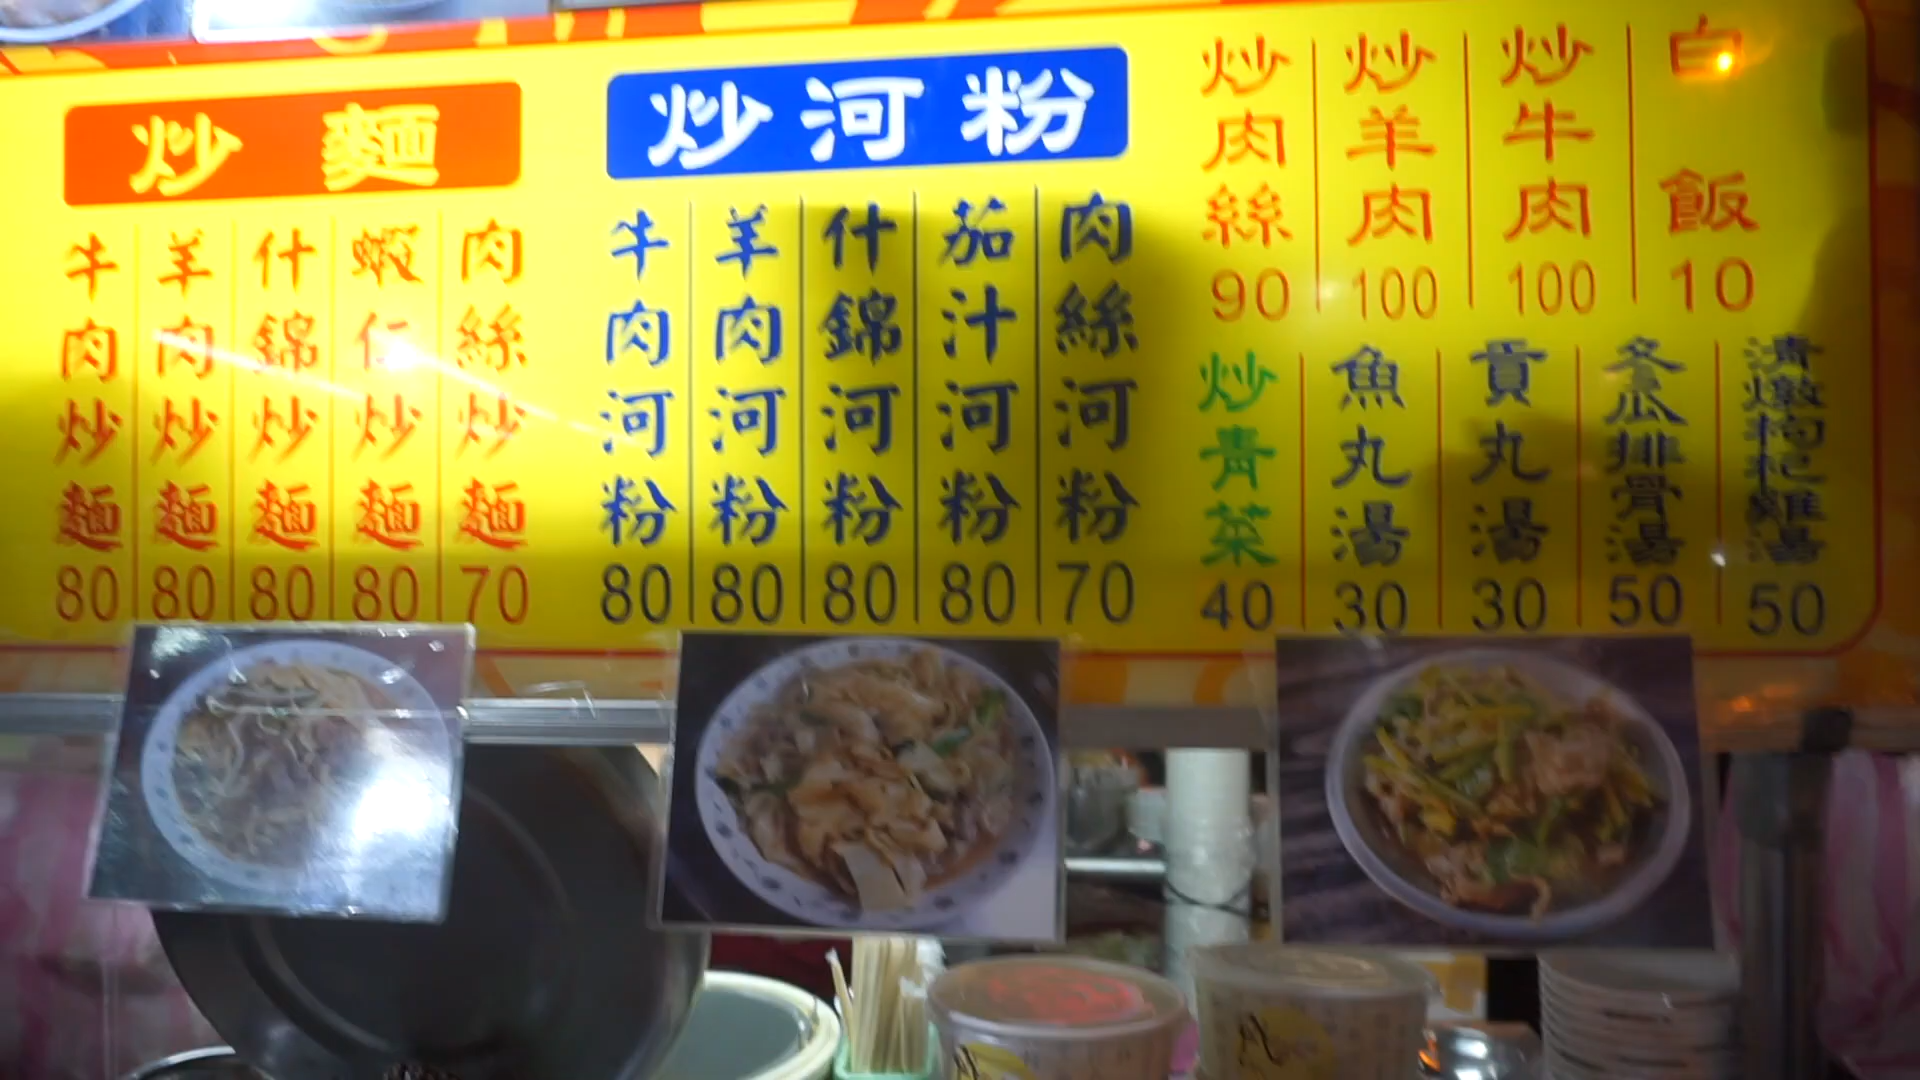 炒麵
牛肉炒麵 80
羊肉炒麵 80
什錦炒麵 80
蝦仁炒麵 80
肉絲炒麵 70
炒河粉
牛肉河粉 80
羊肉河粉 80
什錦河粉 80
茄汁河粉 80
肉絲河粉 70
炒肉絲 90
炒羊肉 100
炒牛肉 100
白飯 10
炒青菜 40
魚丸湯 30
貢丸湯 30
冬瓜排骨湯 50
清燉枸杞雞湯 50